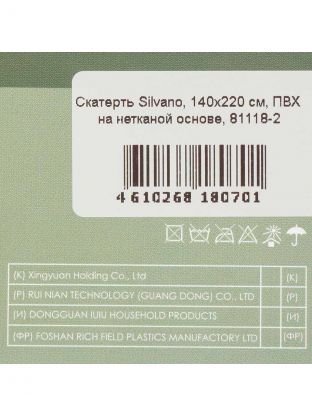 Скатерть Silvano, 140x220 см, ПВХ
на нетканой основе, 81118-2
4 610268 180701
(K) Xingyuan Holding Co., Ltd (K)
(P) RUI NIAN TECHNOLOGY (GUANG DONG) CO., LTD (P)
(И) DONGGUAN IUIU HOUSEHOLD PRODUCTS (И)
(ФР) FOSHAN RICH FIELD PLASTICS MANUFACTORY LTD (ФР)